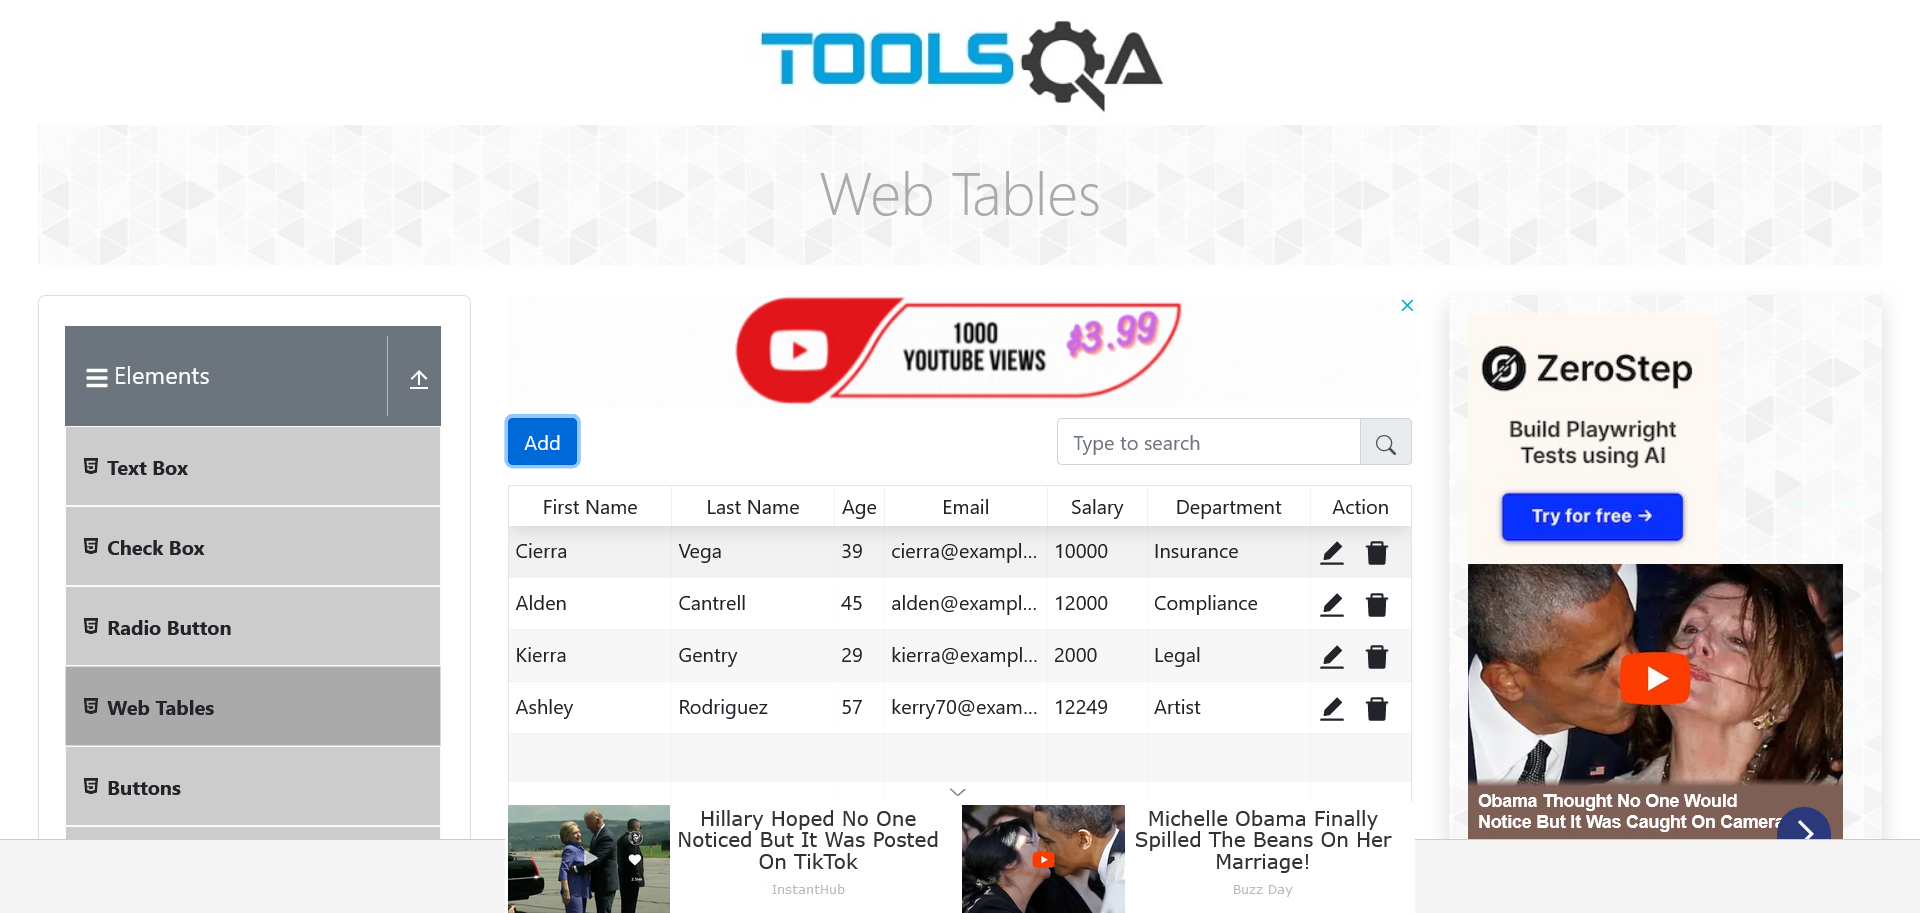 TOOLSQA
Web Tables
Elements
Text Box
Check Box
Radio Button
Web Tables
Buttons
1000
YOUTUBE VIEWS
$3.99
Add
Type to search
First Name Last Name Age Email Salary Department Action
Cierra Vega 39 cierra@exampl... 10000 Insurance
Alden Cantrell 45 alden@exampl... 12000 Compliance
Kierra Gentry 29 kierra@exampl... 2000 Legal
Ashley Rodriguez 57 kerry70@exam... 12249 Artist
Hillary Hoped No One
Noticed But It Was Posted
On TikTok
InstantHub
Michelle Obama Finally
Spilled The Beans On Her
Marriage!
Buzz Day
ZeroStep
Build Playwright
Tests using AI
Try for free →
Obama Thought No One Would
Notice But It Was Caught On Camera